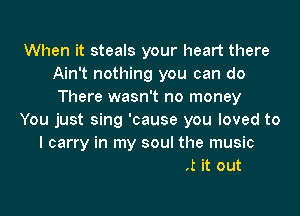 When it steals your heart there
Ain't nothing you can do
There wasn't no money
You just sing 'cause you loved to
I carry in my soul the music
it out